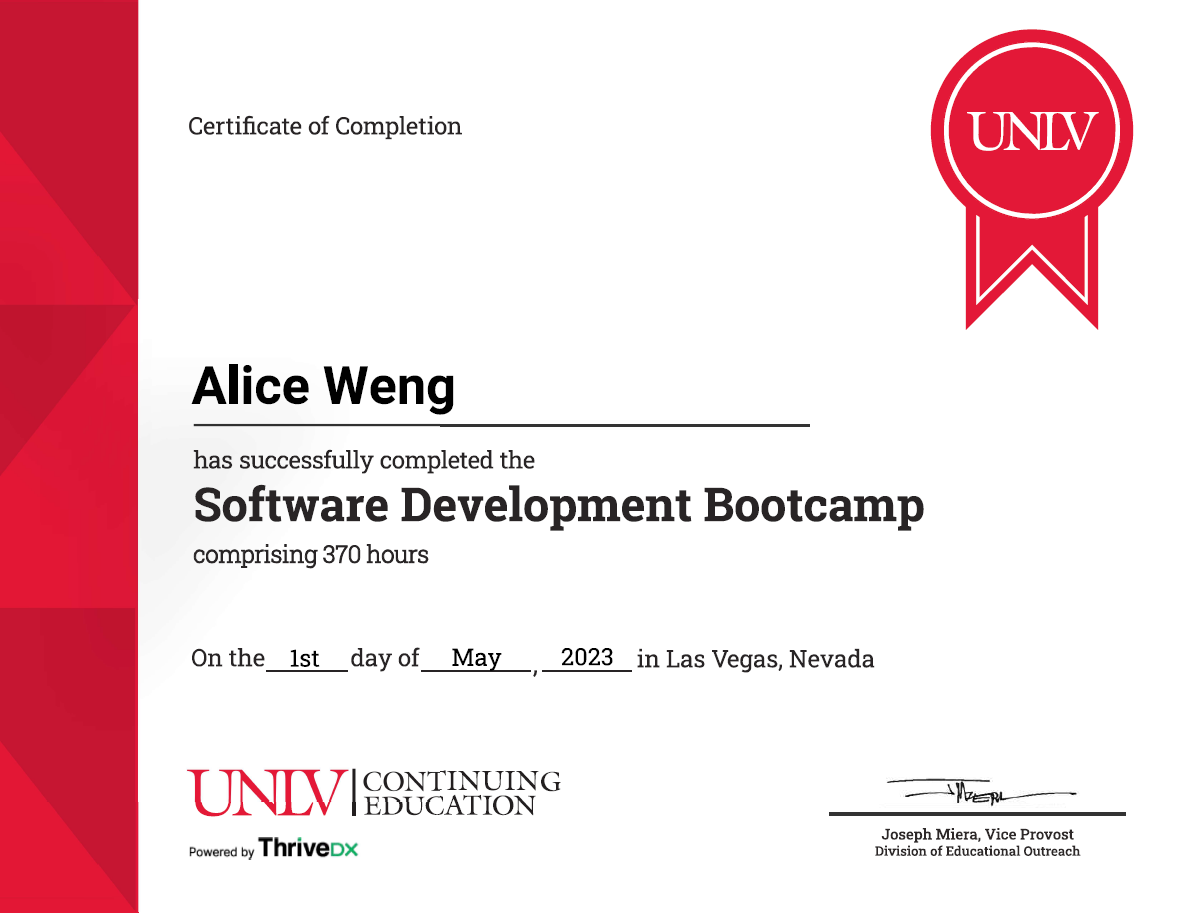 Certificate of Completion
UNLV
Alice Weng
has successfully completed the
Software Development Bootcamp
comprising 370 hours
On the 1st day of May, 2023 in Las Vegas, Nevada
UNLV | CONTINUING
EDUCATION
Powered by ThriveDX
JMIERA
Joseph Miera, Vice Provost
Division of Educational Outreach